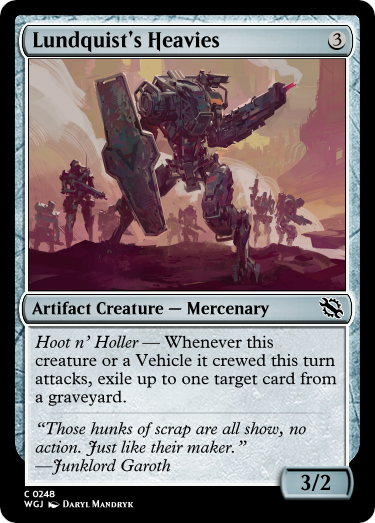 Lundquist's Heavies
3
Artifact Creature — Mercenary
Hoot n' Holler — Whenever this
creature or a Vehicle it crewed this turn
attacks, exile up to one target card from
a graveyard.
“Those hunks of scrap are all show, no
action. Just like their maker.”
—Junklord Garoth
3/2
C 0248
WGJ DARYL MANDRYK